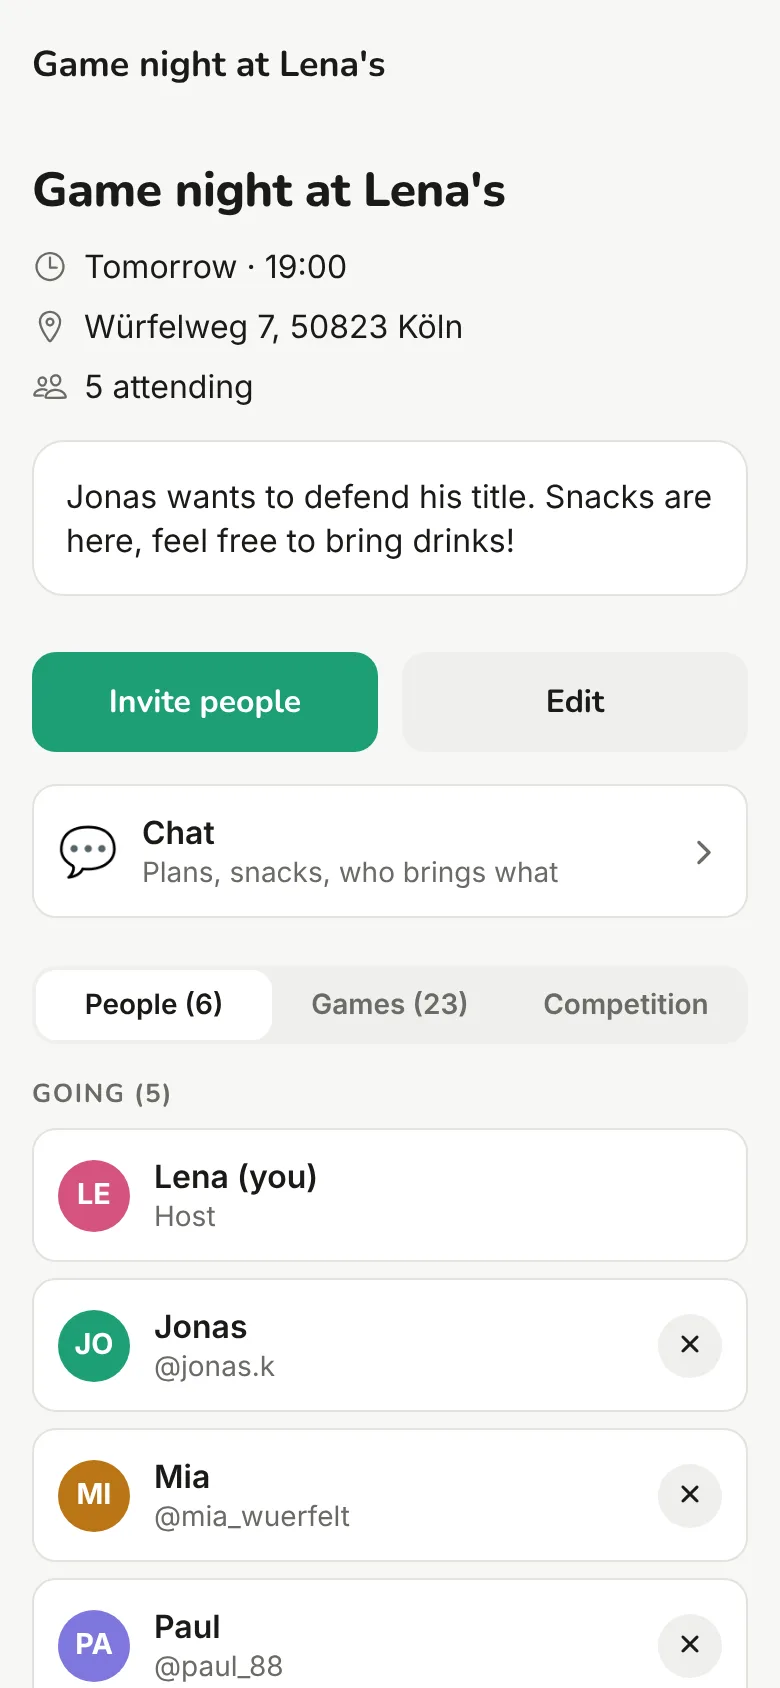 Game night at Lena's
Game night at Lena's
Tomorrow · 19:00
Würfelweg 7, 50823 Köln
5 attending
Jonas wants to defend his title. Snacks are
here, feel free to bring drinks!
Invite people
Edit
Chat
Plans, snacks, who brings what
People (6)
Games (23)
Competition
GOING (5)
LE
Lena (you)
Host
JO
Jonas
@jonas.k
MI
Mia
@mia_wuerfelt
PA
Paul
@paul_88